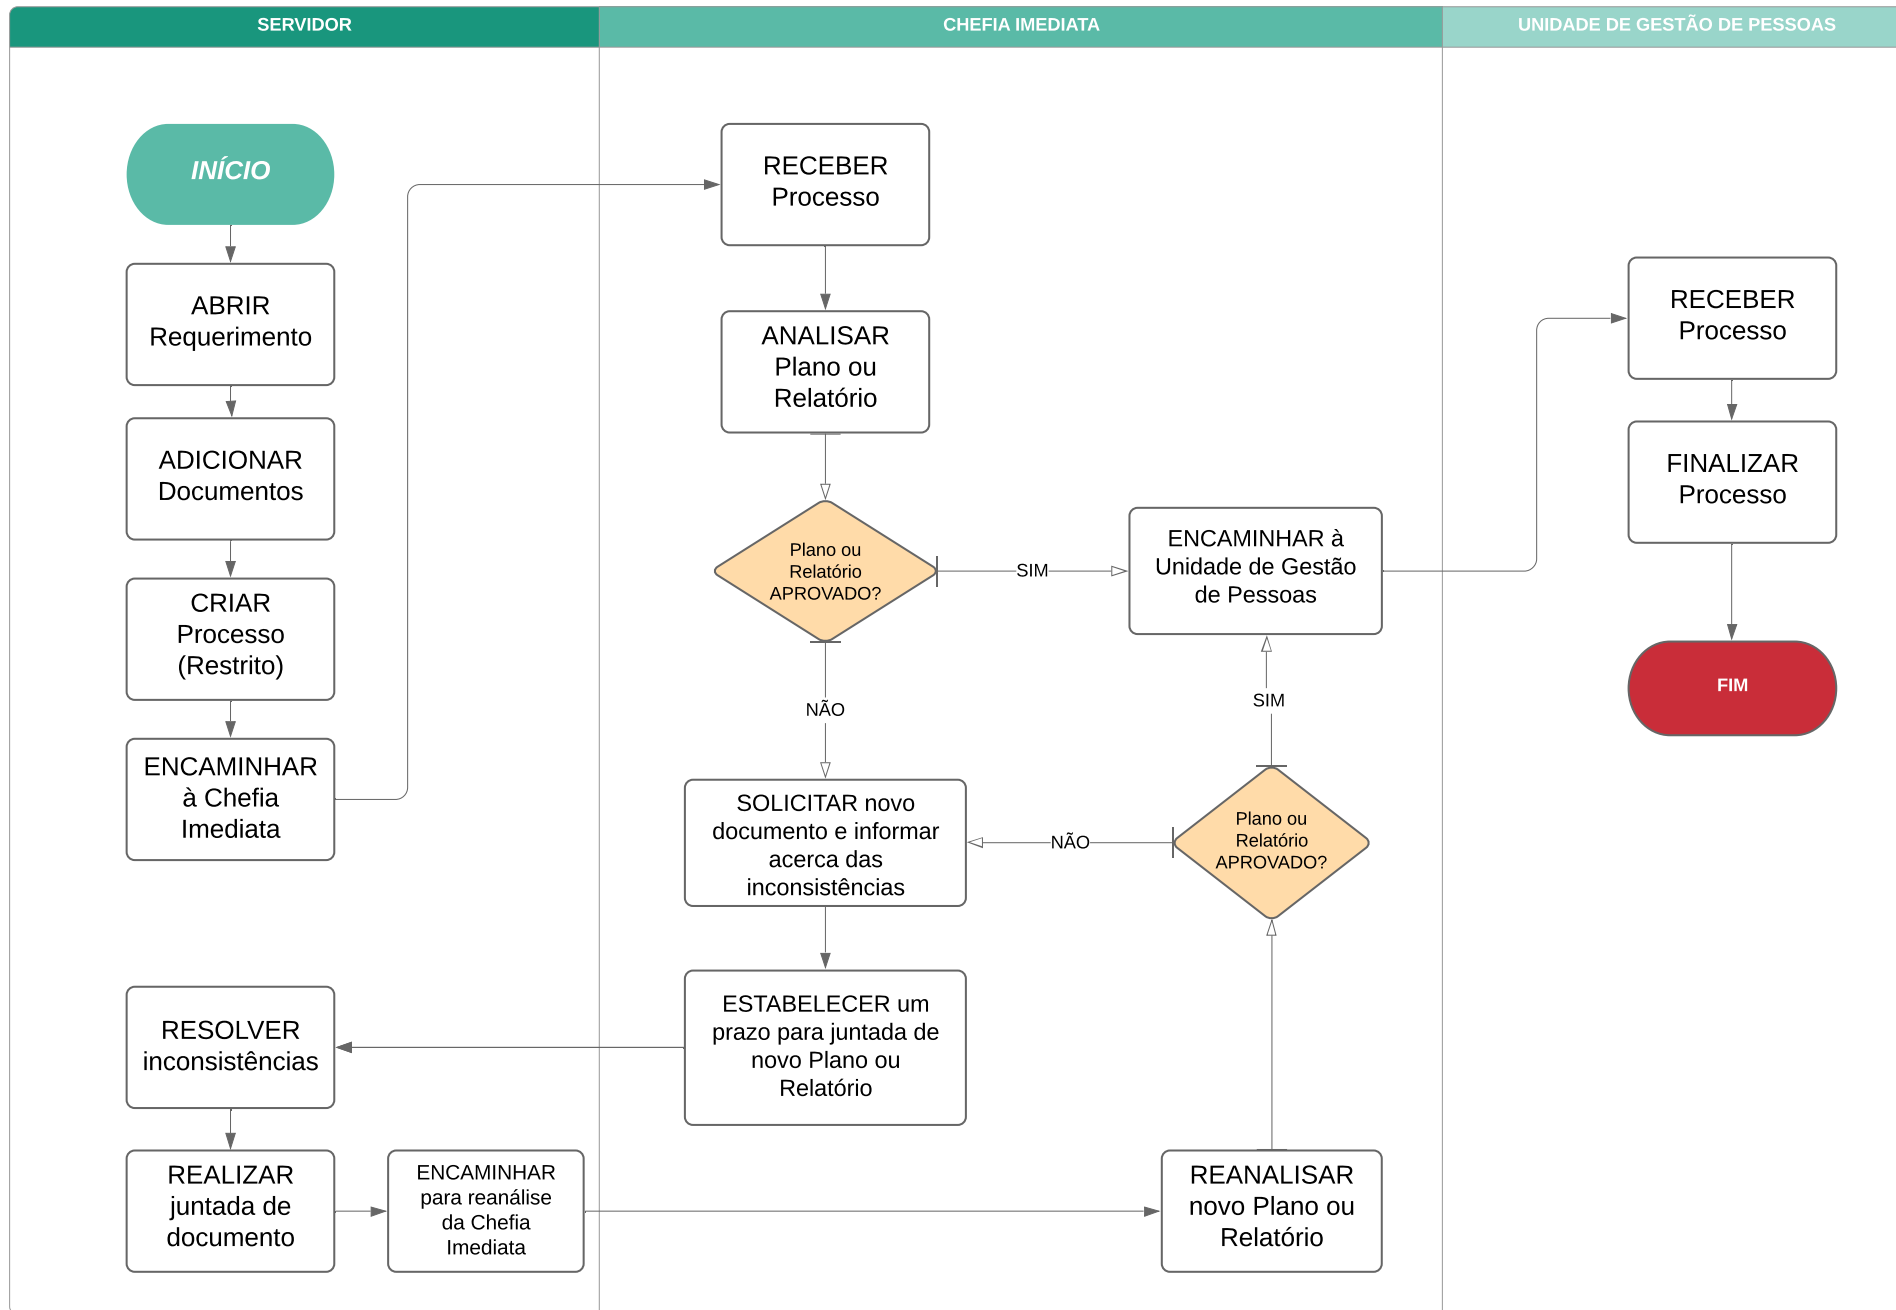 SERVIDOR
CHEFIA IMEDIATA
UNIDADE DE GESTÃO DE PESSOAS
INÍCIO
ABRIR
Requerimento
ADICIONAR
Documentos
CRIAR
Processo
(Restrito)
ENCAMINHAR
à Chefia
Imediata
RECEBER
Processo
ANALISAR
Plano ou
Relatório
Plano ou
Relatório
APROVADO?
SIM
NÃO
ENCAMINHAR à
Unidade de Gestão
de Pessoas
SOLICITAR novo
documento e informar
acerca das
inconsistências
ESTABELECER um
prazo para juntada de
novo Plano ou
Relatório
RESOLVER
inconsistências
REALIZAR
juntada de
documento
ENCAMINHAR
para reanálise
da Chefia
Imediata
REANALISAR
novo Plano ou
Relatório
Plano ou
Relatório
APROVADO?
NÃO
SIM
RECEBER
Processo
FINALIZAR
Processo
FIM